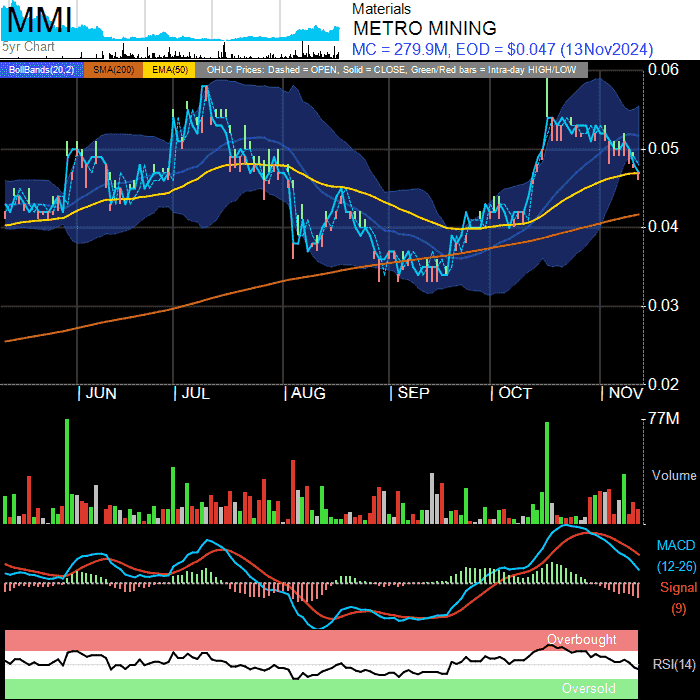 MMI
5yr Chart
Materials
METRO MINING
MC = 279.9M, EOD = $0.047 (13Nov2024)
BollBands(20,2) SMA(200) EMA(50) OHLC Prices: Dashed = OPEN, Solid = CLOSE, Green/Red bars = Intra-day HIGH/LOW
0.06
0.05
0.04
0.03
0.02
| JUN | JUL | AUG | SEP | OCT | NOV
77M
Volume
MACD
(12-26)
Signal
(9)
Overbought
RSI(14)
Oversold